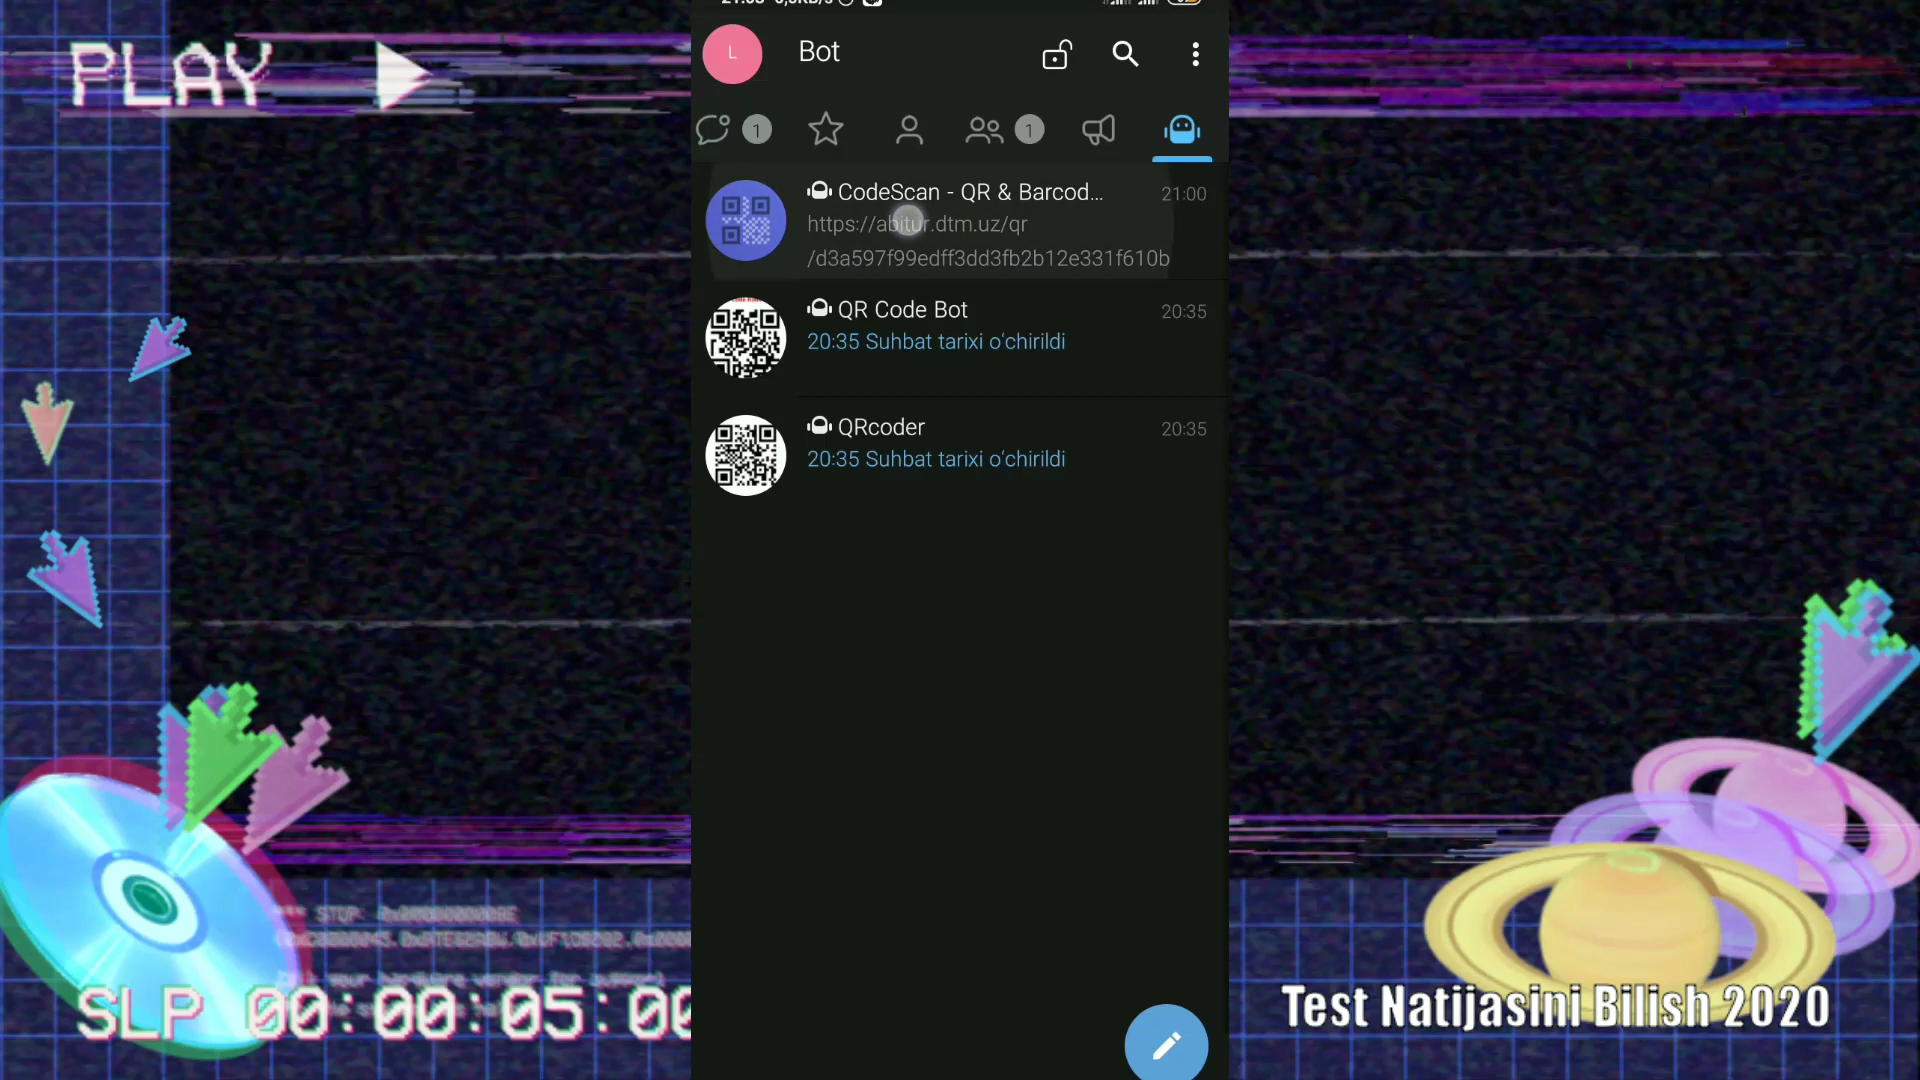 PLAY
L
Bot
1
1
CodeScan - QR & Barcod...
21:00
https://abitur.dtm.uz/qr
/d3a597f99edff3dd3fb2b12e331f610b
QR Code Bot
20:35
20:35 Suhbat tarixi o‘chirildi
QRcoder
20:35
20:35 Suhbat tarixi o‘chirildi
*** STOP:
SLP 00:00:05:00
Test Natijasini Bilish 2020